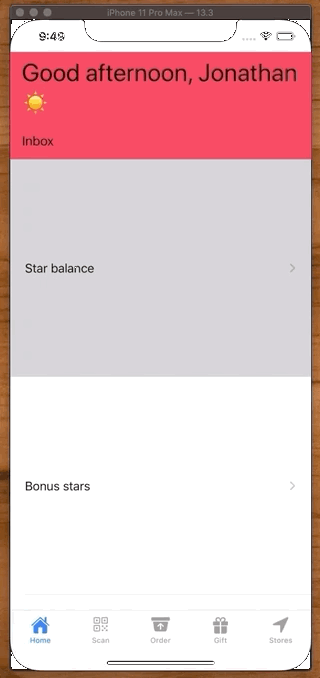 iPhone 11 Pro Max — 13.3
9:49
Good afternoon, Jonathan
☀️
Inbox
Star balance
Bonus stars
Home Scan Order Gift Stores